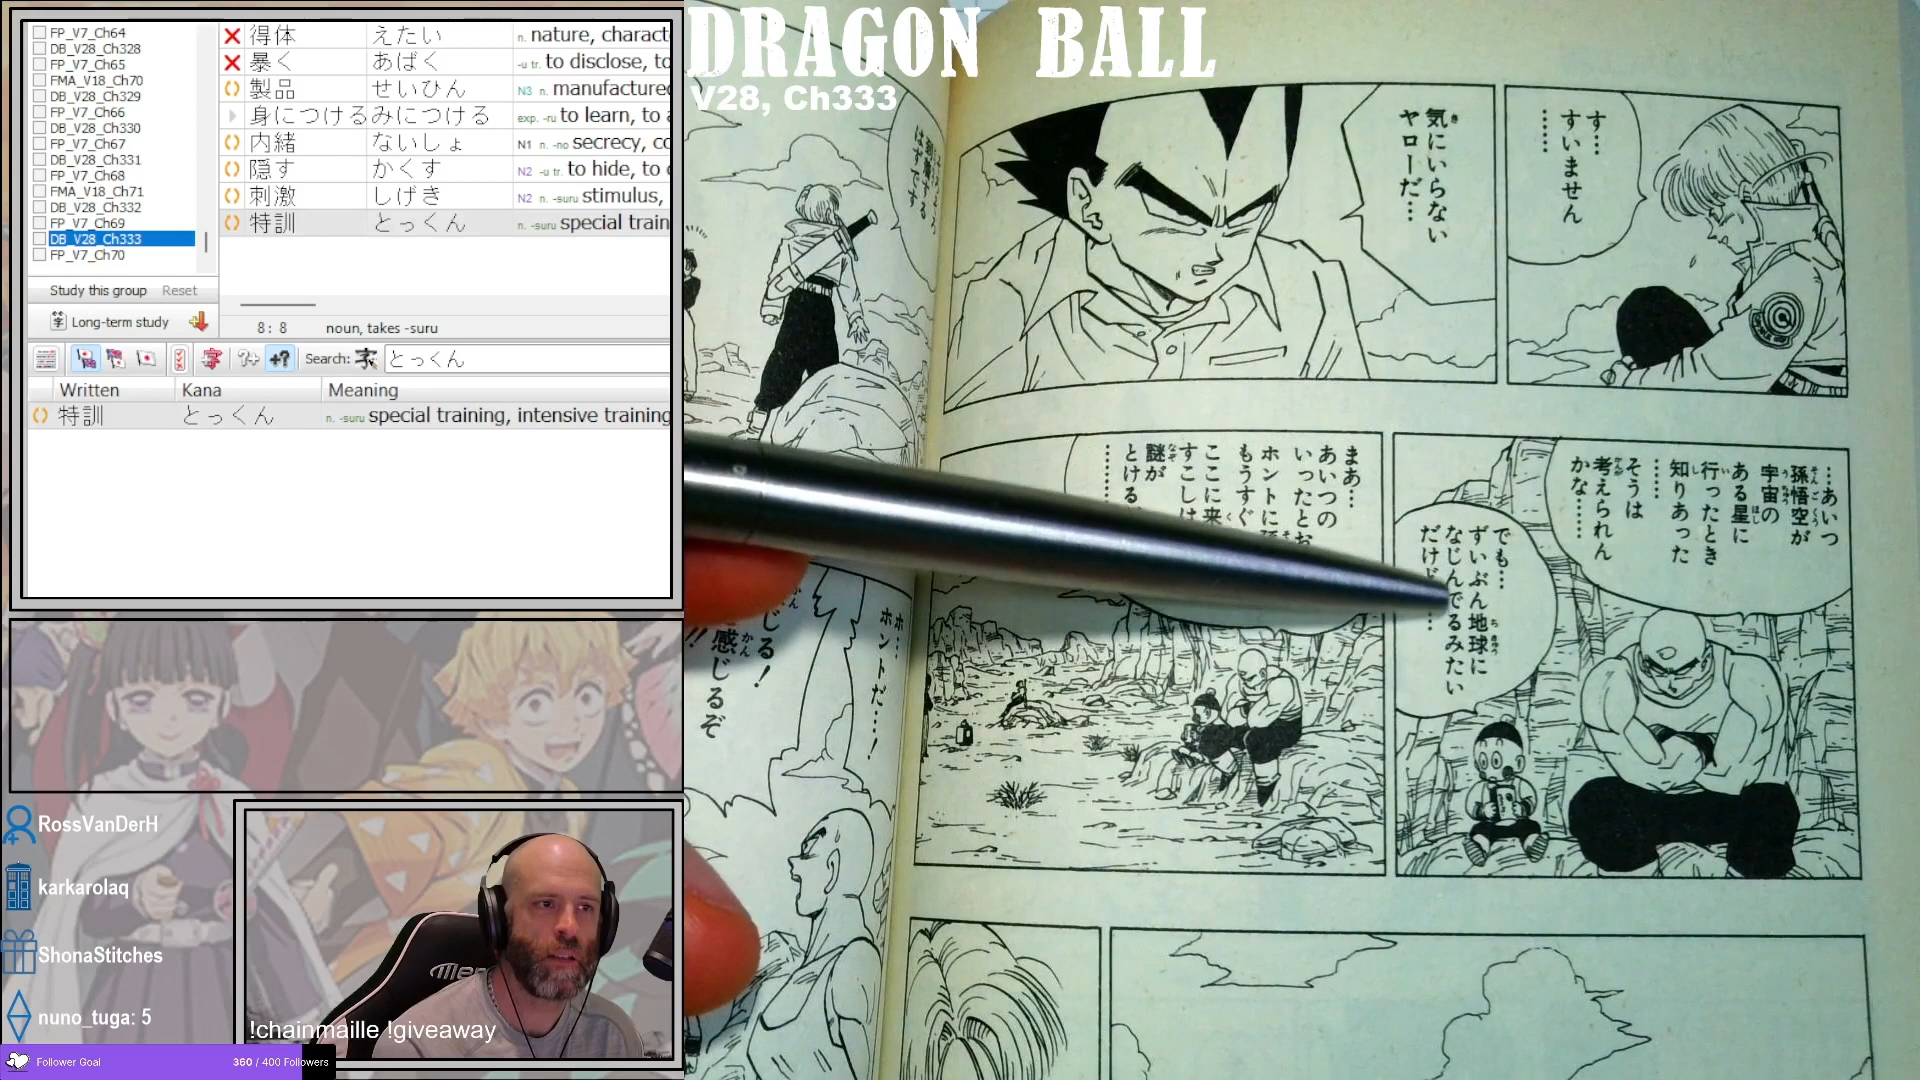 FP_V7_Ch64
DB_V28_Ch328
FP_V7_Ch65
FMA_V18_Ch70
DB_V28_Ch329
FP_V7_Ch66
DB_V28_Ch330
FP_V7_Ch67
DB_V28_Ch331
FP_V7_Ch68
FMA_V18_Ch71
DB_V28_Ch332
FP_V7_Ch69
DB_V28_Ch333
FP_V7_Ch70
Study this group Reset
Long-term study
得体 えたい n. nature,
暴く あばく -u tr. to disclose,
製品 せいひん N3 n. manufactured
身につける みにつける exp. -ru to learn, to
内緒 ないしょ N1 n. -no secrecy,
隠す かくす N2 -u tr. to hide, to
刺激 しげき N2 n. -suru stimulus,
特訓 とっくん n. -suru special
8: 8 noun, takes -suru
Search: とっくん
Written Kana Meaning
特訓 とっくん n. -suru special training, intensive training
DRAGON BALL
V28, Ch333
す…
すいません
……
気にいらない
ヤローだ…
…あいつ
孫悟空が
宇宙の
ある星に
行ったとき
知りあった
……
そうは
考えられん
かな……
でも…
ずいぶん地球に
なじんでるみたい
だけど
まあ…
あいつの
いったとお
ホントに
もうすぐ
ここに来
すこしは
謎が
とける
……
ホ…
ホントだ…！
じる！
感じるぞ
!!
RossVanDerH
karkarolaq
ShonaStitches
nuno_tuga: 5
!chainmaille !giveaway
Follower Goal 360 / 400 Followers